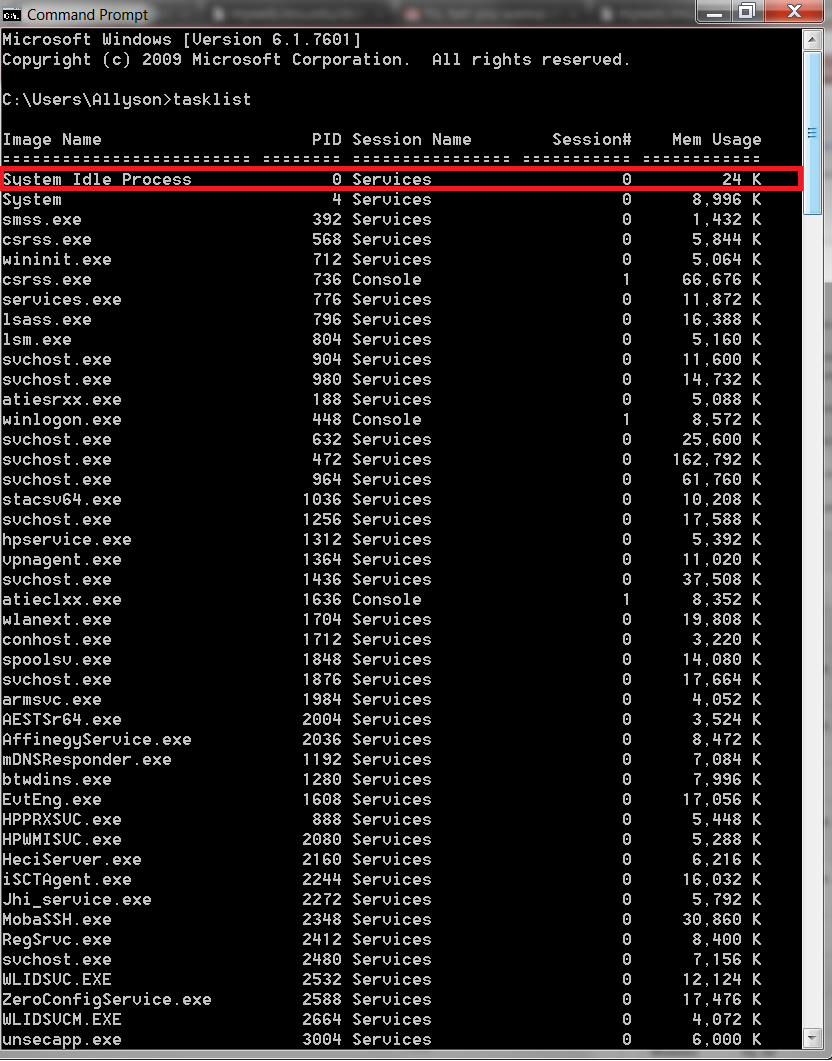 Command Prompt
Microsoft Windows [Version 6.1.7601]
Copyright (c) 2009 Microsoft Corporation.  All rights reserved.
C:\Users\Allyson>tasklist
Image Name                     PID Session Name        Session#    Mem Usage
========================= ======== ================ =========== ============
System Idle Process              0 Services                   0         24 K
System                           4 Services                   0      8,996 K
smss.exe                       392 Services                   0      1,432 K
csrss.exe                      568 Services                   0      5,844 K
wininit.exe                    712 Services                   0      5,064 K
csrss.exe                      736 Console                    1     66,676 K
services.exe                   776 Services                   0     11,872 K
lsass.exe                      796 Services                   0     16,388 K
lsm.exe                        804 Services                   0      5,160 K
svchost.exe                    904 Services                   0     11,600 K
svchost.exe                    980 Services                   0     14,732 K
atiesrxx.exe                   188 Services                   0      5,088 K
winlogon.exe                   448 Console                    1      8,572 K
svchost.exe                    632 Services                   0     25,600 K
svchost.exe                    472 Services                   0    162,792 K
svchost.exe                    964 Services                   0     61,760 K
stacsv64.exe                  1036 Services                   0     10,208 K
svchost.exe                   1256 Services                   0     17,588 K
hpservice.exe                 1312 Services                   0      5,392 K
vpnagent.exe                  1364 Services                   0     11,020 K
svchost.exe                   1436 Services                   0     37,508 K
atieclxx.exe                  1636 Console                    1      8,352 K
wlanext.exe                   1704 Services                   0     19,808 K
conhost.exe                   1712 Services                   0      3,220 K
spoolsv.exe                   1848 Services                   0     14,080 K
svchost.exe                   1876 Services                   0     17,664 K
armsvc.exe                    1984 Services                   0      4,052 K
AESTSr64.exe                  2004 Services                   0      3,524 K
AffinegyService.exe           2036 Services                   0      8,472 K
mDNSResponder.exe             1192 Services                   0      7,084 K
btwdins.exe                   1280 Services                   0      7,996 K
EvtEng.exe                    1608 Services                   0     17,056 K
HPPRXSVC.exe                   888 Services                   0      5,448 K
HPWMISVC.exe                  2080 Services                   0      5,288 K
HeciServer.exe                2160 Services                   0      6,216 K
iSCTAgent.exe                 2244 Services                   0     16,032 K
Jhi_service.exe               2272 Services                   0      5,792 K
MobaSSH.exe                   2348 Services                   0     30,860 K
RegSrvc.exe                   2412 Services                   0      8,400 K
svchost.exe                   2480 Services                   0      7,156 K
WLIDSVC.EXE                   2532 Services                   0     12,124 K
ZeroConfigService.exe         2588 Services                   0     17,476 K
WLIDSVCM.EXE                  2664 Services                   0      4,072 K
unsecapp.exe                  3004 Services                   0      6,000 K